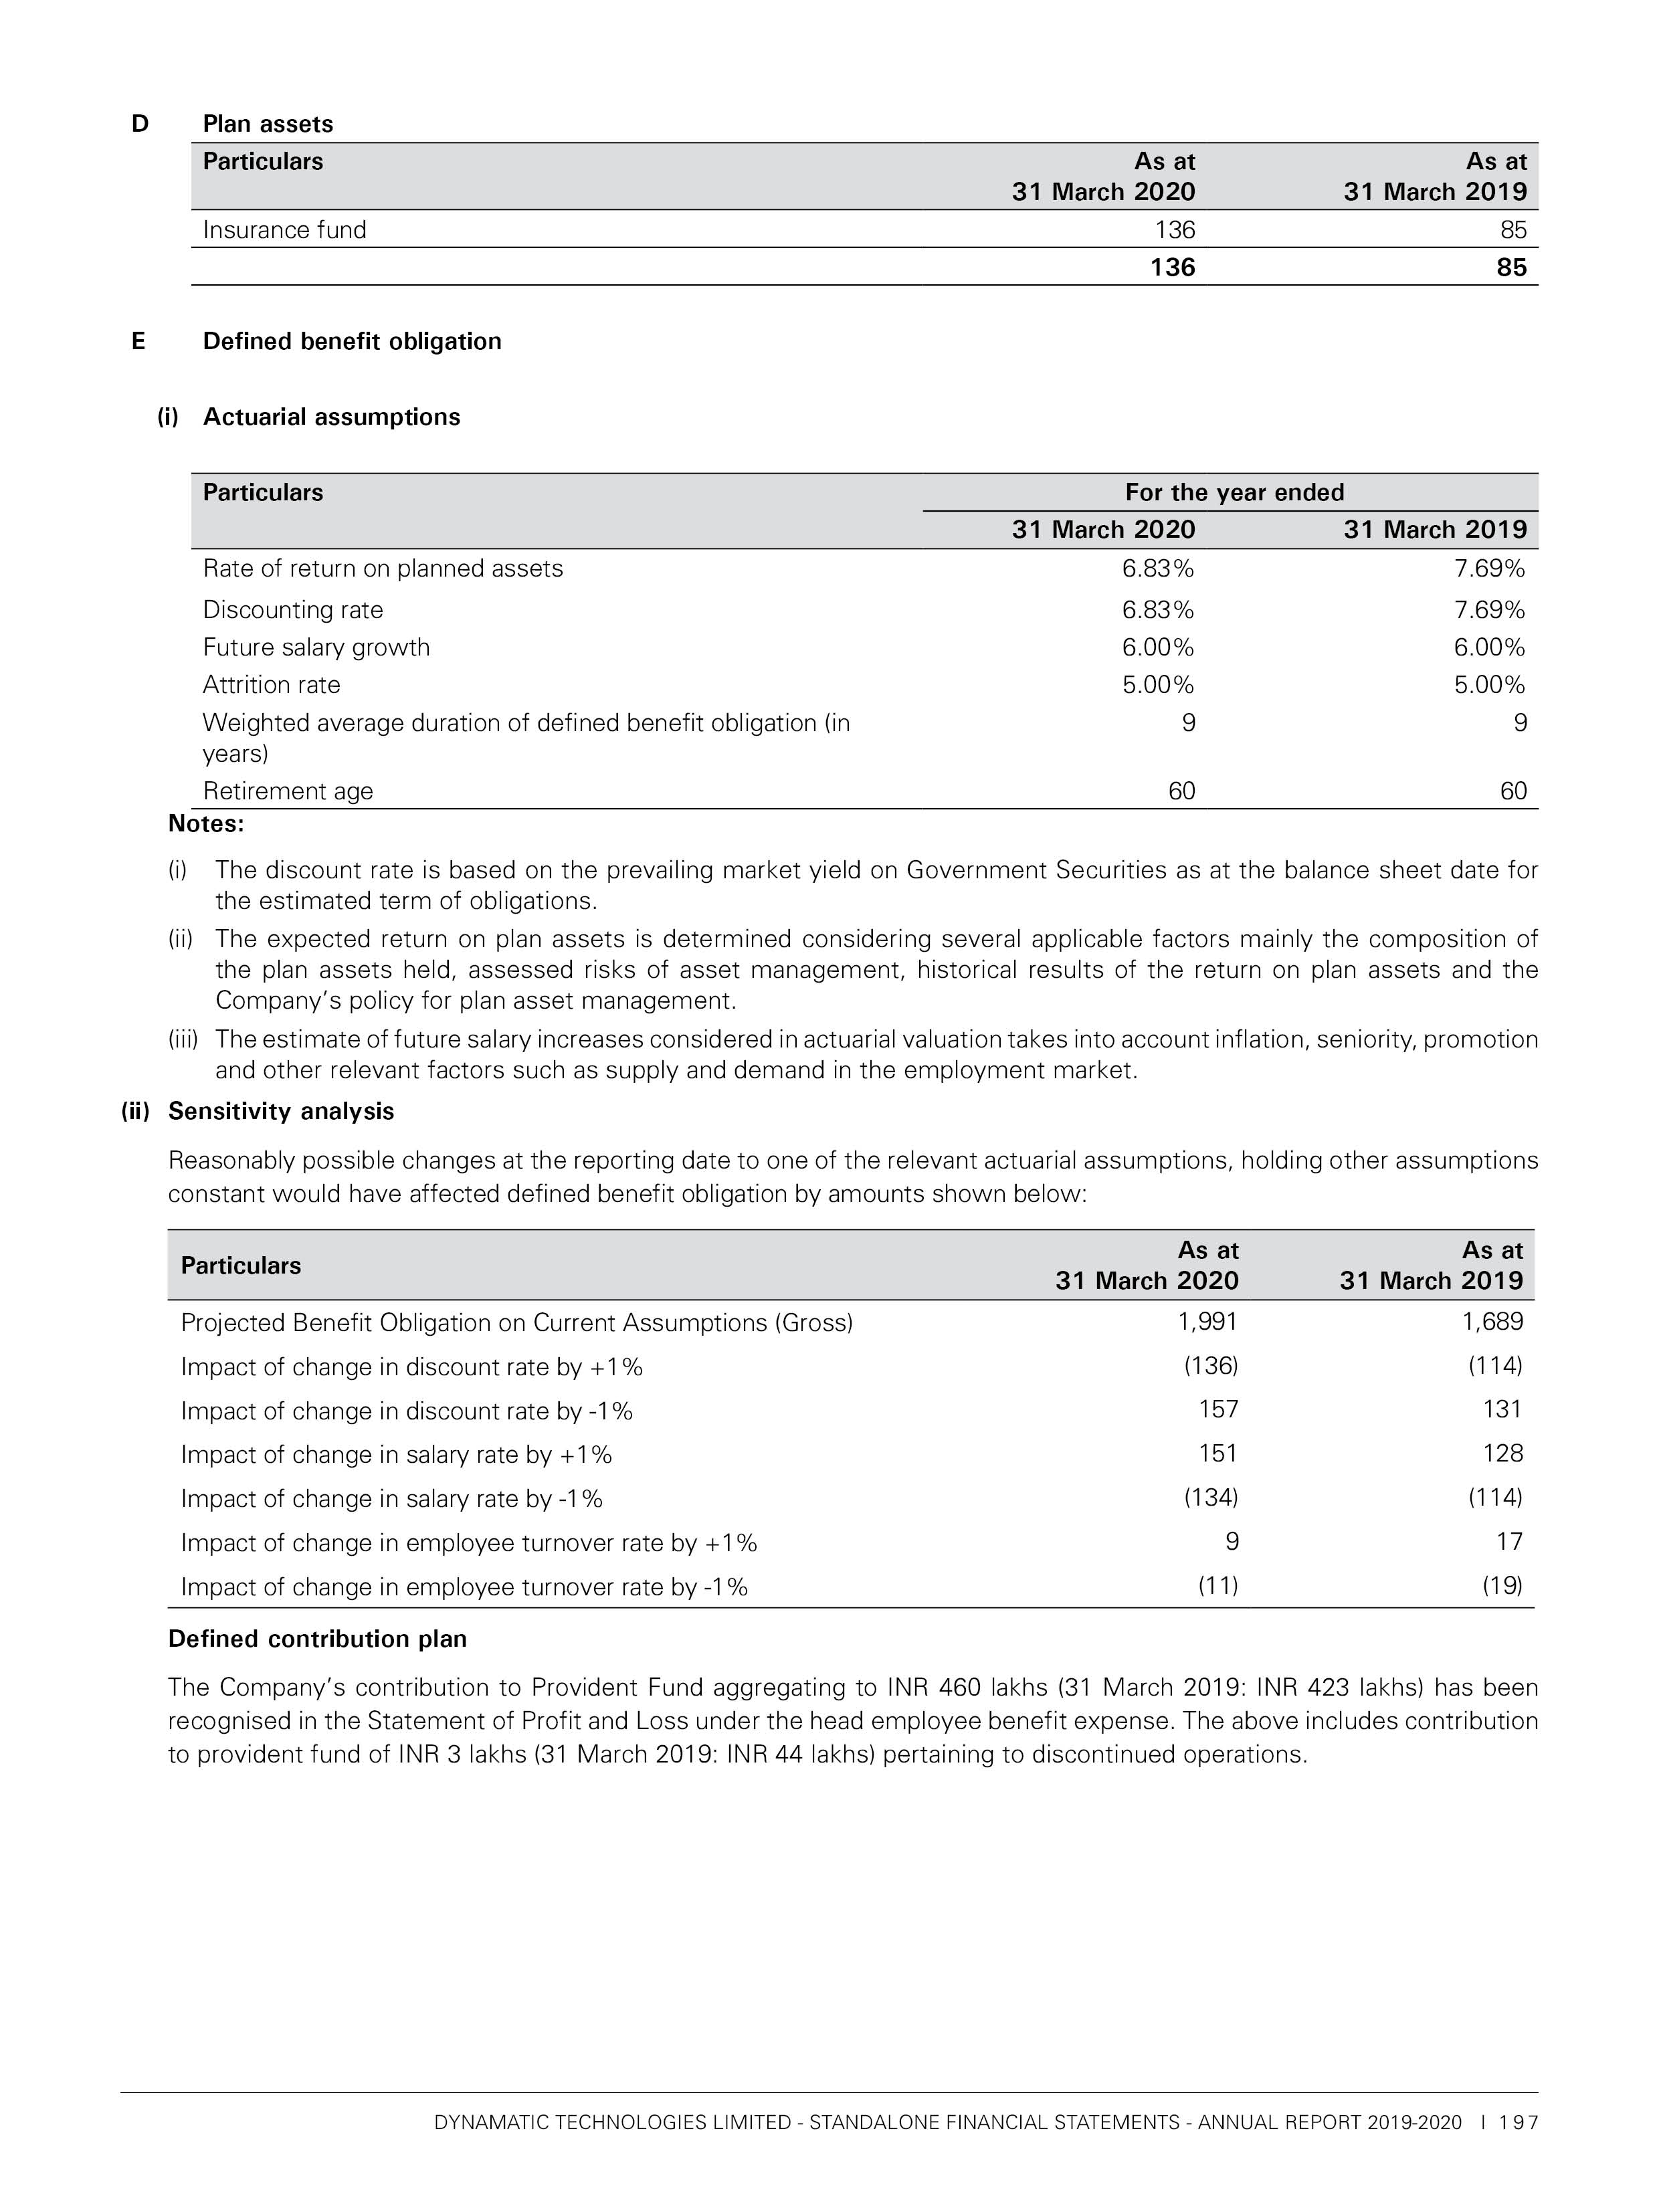 D Plan assets
Particulars As at As at
31 March 2020 31 March 2019
Insurance fund 136 85
136 85
E Defined benefit obligation
(i) Actuarial assumptions
Particulars For the year ended
31 March 2020 31 March 2019
Rate of return on planned assets 6.83% 7.69%
Discounting rate 6.83% 7.69%
Future salary growth 6.00% 6.00%
Attrition rate 5.00% 5.00%
Weighted average duration of defined benefit obligation (in 9 9
years)
Retirement age 60 60
Notes:
(i) The discount rate is based on the prevailing market yield on Government Securities as at the balance sheet date for
the estimated term of obligations.
(ii) The expected return on plan assets is determined considering several applicable factors mainly the composition of
the plan assets held, assessed risks of asset management, historical results of the return on plan assets and the
Company’s policy for plan asset management.
(iii) The estimate of future salary increases considered in actuarial valuation takes into account inflation, seniority, promotion
and other relevant factors such as supply and demand in the employment market.
(ii) Sensitivity analysis
Reasonably possible changes at the reporting date to one of the relevant actuarial assumptions, holding other assumptions
constant would have affected defined benefit obligation by amounts shown below:
Particulars As at As at
31 March 2020 31 March 2019
Projected Benefit Obligation on Current Assumptions (Gross) 1,991 1,689
Impact of change in discount rate by +1% (136) (114)
Impact of change in discount rate by -1% 157 131
Impact of change in salary rate by +1% 151 128
Impact of change in salary rate by -1% (134) (114)
Impact of change in employee turnover rate by +1% 9 17
Impact of change in employee turnover rate by -1% (11) (19)
Defined contribution plan
The Company’s contribution to Provident Fund aggregating to INR 460 lakhs (31 March 2019: INR 423 lakhs) has been
recognised in the Statement of Profit and Loss under the head employee benefit expense. The above includes contribution
to provident fund of INR 3 lakhs (31 March 2019: INR 44 lakhs) pertaining to discontinued operations.
DYNAMATIC TECHNOLOGIES LIMITED - STANDALONE FINANCIAL STATEMENTS - ANNUAL REPORT 2019-2020 | 197